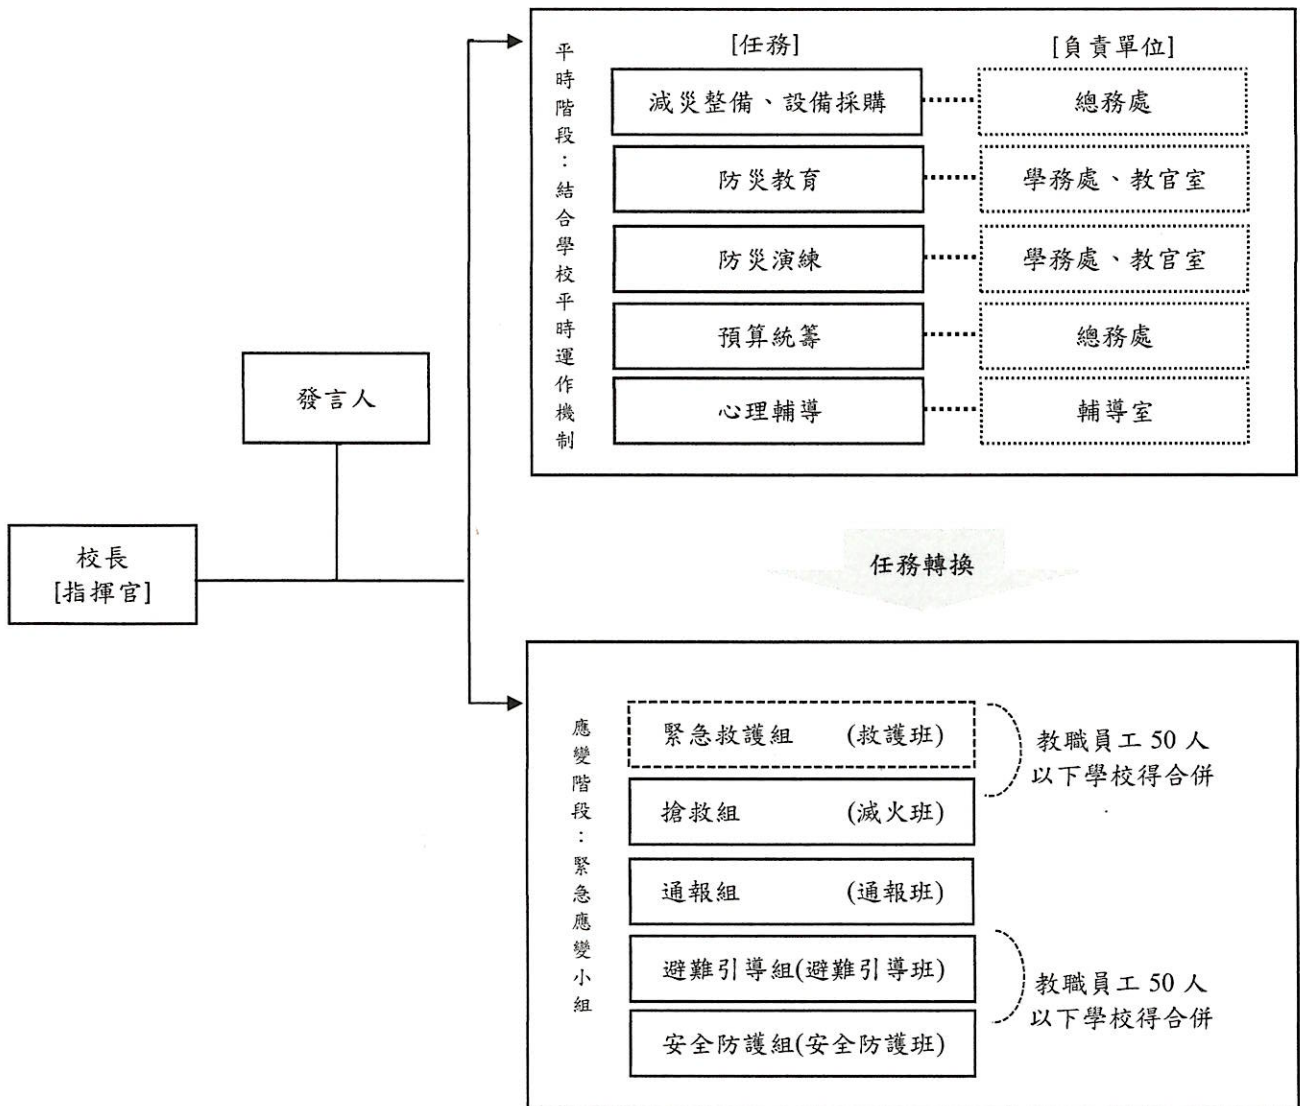 平時階段：結合學校平時運作機制
[任務]
[負責單位]
減災整備、設備採購
總務處
防災教育
學務處、教官室
防災演練
學務處、教官室
預算統籌
總務處
心理輔導
輔導室
發言人
校長
[指揮官]
任務轉換
應變階段：緊急應變小組
緊急救護組 (救護班)
搶救組 (滅火班)
教職員工 50 人
以下學校得合併
通報組 (通報班)
避難引導組(避難引導班)
安全防護組(安全防護班)
教職員工 50 人
以下學校得合併